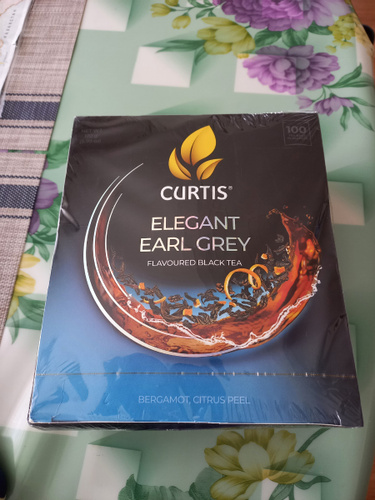 100
CURTIS®
ELEGANT
EARL GREY
FLAVOURED BLACK TEA
BERGAMOT, CITRUS PEEL